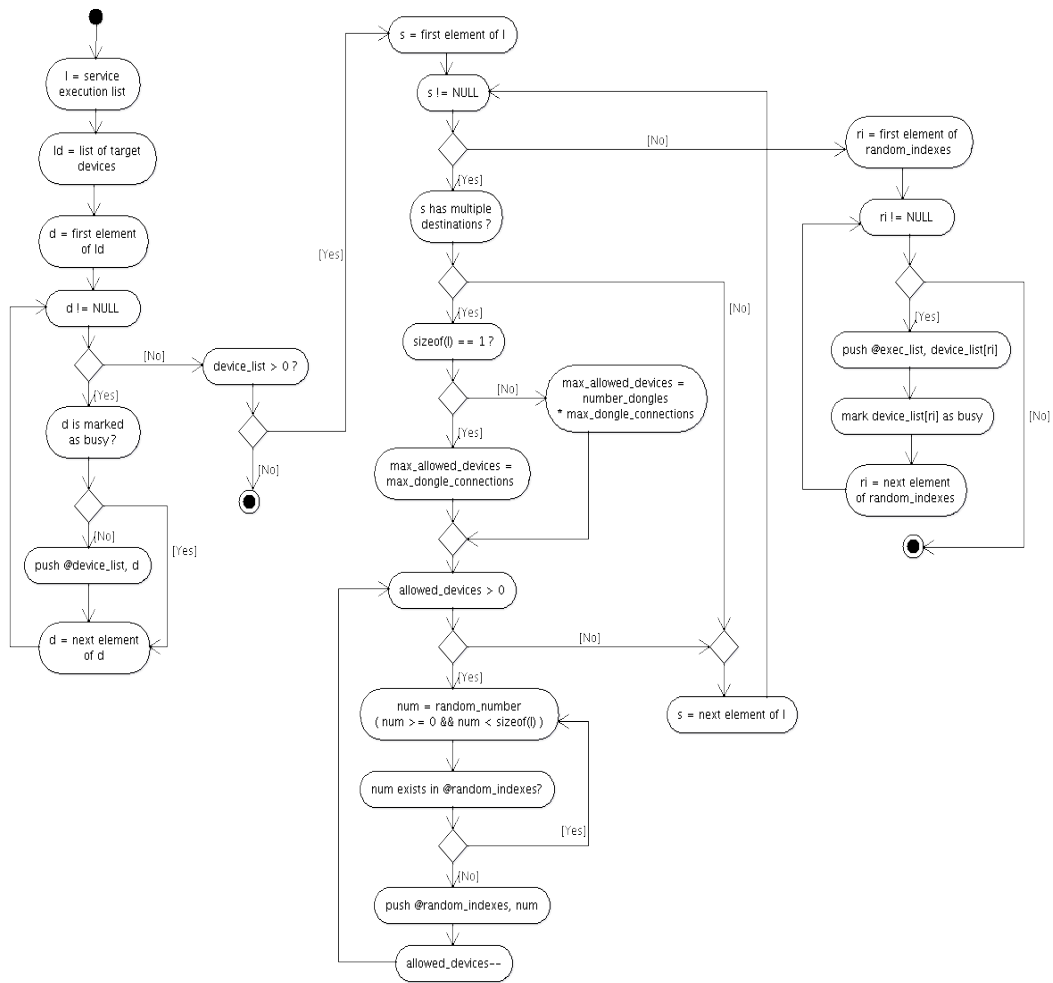 l = service
execution list
ld = list of target
devices
d = first element
of ld
d != NULL
[No]
[Yes]
device_list > 0 ?
[Yes]
[No]
d is marked
as busy ?
[No]
[Yes]
push @device_list, d
d = next element
of d
s = first element of l
s != NULL
[No]
[Yes]
s has multiple
destinations ?
[Yes]
[No]
sizeof(l) == 1 ?
[No]
[Yes]
max_allowed_devices =
number_dongles
* max_dongle_connections
max_allowed_devices =
max_dongle_connections
allowed_devices > 0
[No]
[Yes]
num = random_number
( num >= 0 && num < sizeof(l) )
num exists in @random_indexes?
[Yes]
[No]
push @random_indexes, num
allowed_devices--
s = next element of l
ri = first element of
random_indexes
ri != NULL
[Yes]
[No]
push @exec_list, device_list[ri]
mark device_list[ri] as busy
ri = next element
of random_indexes